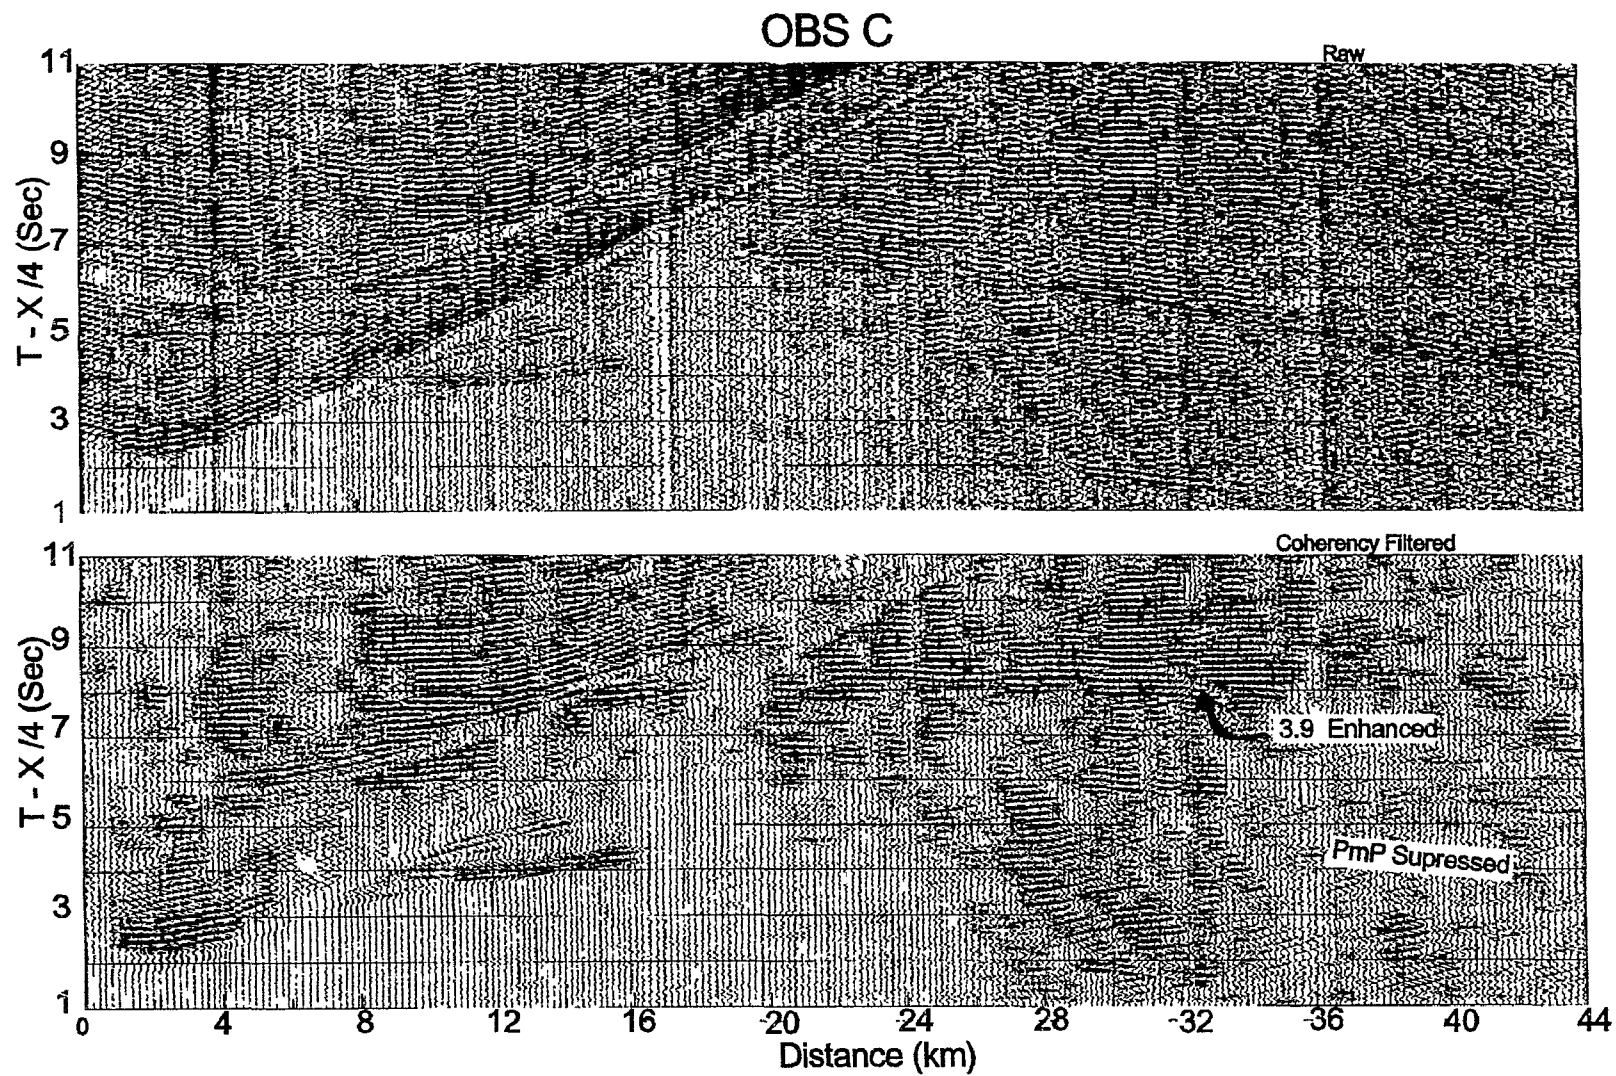 OBS C
Raw
11
9
7
5
3
1
T - X /4 (Sec)
Coherency Filtered
11
9
7
5
3
1
T - X /4 (Sec)
3.9 Enhanced
PmP Supressed
0 4 8 12 16 -20 -24 -28 -32 -36 40 44
Distance (km)